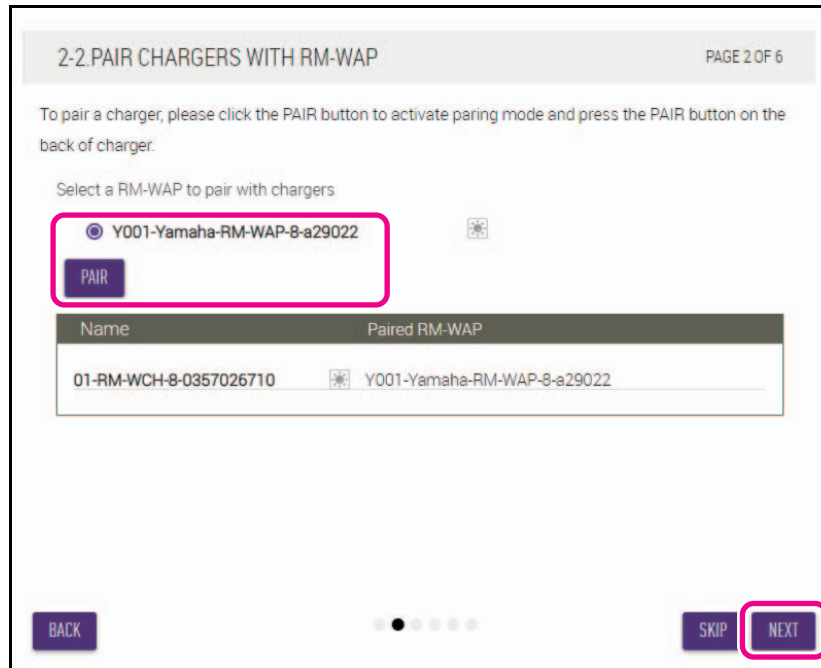 2-2.PAIR CHARGERS WITH RM-WAP PAGE 2 OF 6
To pair a charger, please click the PAIR button to activate paring mode and press the PAIR button on the
back of charger.
Select a RM-WAP to pair with chargers
Y001-Yamaha-RM-WAP-8-a29022
PAIR
Name Paired RM-WAP
01-RM-WCH-8-0357026710 Y001-Yamaha-RM-WAP-8-a29022
BACK SKIP NEXT